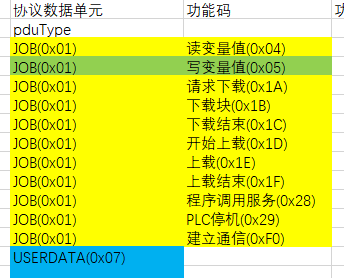 协议数据单元 功能码 功
pduType
JOB(0x01) 读变量值(0x04)
JOB(0x01) 写变量值(0x05)
JOB(0x01) 请求下载(0x1A)
JOB(0x01) 下载块(0x1B)
JOB(0x01) 下载结束(0x1C)
JOB(0x01) 开始上载(0x1D)
JOB(0x01) 上载(0x1E)
JOB(0x01) 上载结束(0x1F)
JOB(0x01) 程序调用服务(0x28)
JOB(0x01) PLC停机(0x29)
JOB(0x01) 建立通信(0xF0)
USERDATA(0x07)